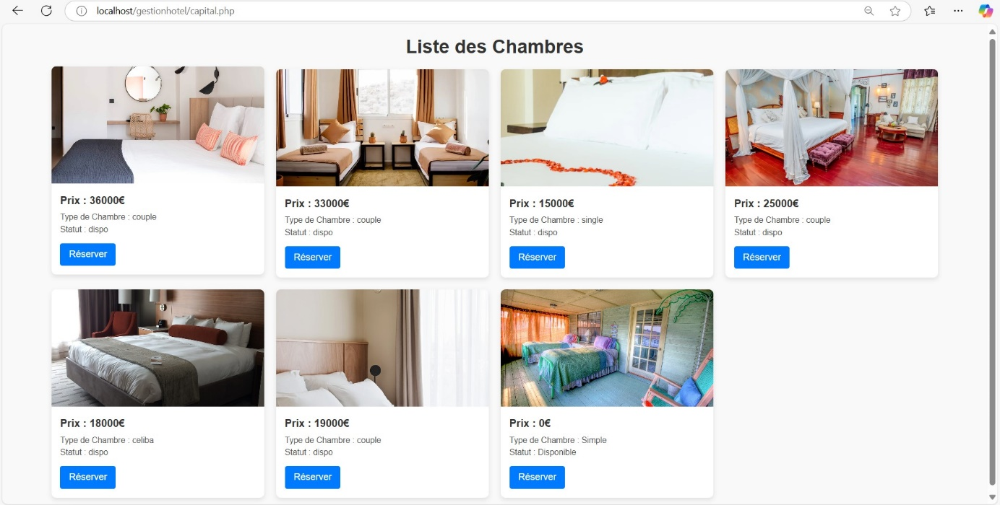 localhost/gestionhotel/capital.php
Liste des Chambres
Prix : 36000€
Type de Chambre : couple
Statut : dispo
Réserver
Prix : 33000€
Type de Chambre : couple
Statut : dispo
Réserver
Prix : 15000€
Type de Chambre : single
Statut : dispo
Réserver
Prix : 25000€
Type de Chambre : couple
Statut : dispo
Réserver
Prix : 18000€
Type de Chambre : celiba
Statut : dispo
Réserver
Prix : 19000€
Type de Chambre : couple
Statut : dispo
Réserver
Prix : 0€
Type de Chambre : Simple
Statut : Disponible
Réserver